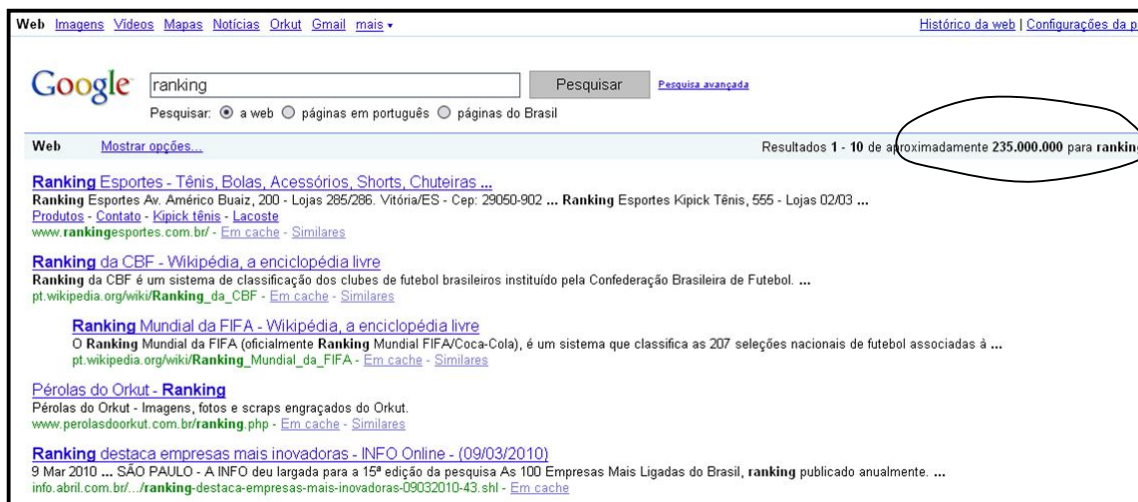 Web Imagens Vídeos Mapas Notícias Orkut Gmail mais Histórico da web | Configurações da p
Google ranking Pesquisar Pesquisa avançada
Pesquisar: a web páginas em português páginas do Brasil
Web Mostrar opções... Resultados 1 - 10 de aproximadamente 235.000.000 para ranking
Ranking Esportes - Tênis, Bolas, Acessórios, Shorts, Chuteiras ...
Ranking Esportes Av. Américo Buaiz, 200 - Lojas 285/286. Vitória/ES - Cep: 29050-902 ... Ranking Esportes Kipick Tênis, 555 - Lojas 02/03 ...
Produtos - Contato - Kipick tênis - Lacoste
www.rankingesportes.com.br/ - Em cache - Similares
Ranking da CBF - Wikipédia, a enciclopédia livre
Ranking da CBF é um sistema de classificação dos clubes de futebol brasileiros instituído pela Confederação Brasileira de Futebol. ...
pt.wikipedia.org/wiki/Ranking_da_CBF - Em cache - Similares
Ranking Mundial da FIFA - Wikipédia, a enciclopédia livre
O Ranking Mundial da FIFA (oficialmente Ranking Mundial FIFA/Coca-Cola), é um sistema que classifica as 207 seleções nacionais de futebol associadas à ...
pt.wikipedia.org/wiki/Ranking_Mundial_da_FIFA - Em cache - Similares
Pérolas do Orkut - Ranking
Pérolas do Orkut - Imagens, fotos e scraps engraçados do Orkut.
www.perolasdoorkut.com.br/ranking.php - Em cache - Similares
Ranking destaca empresas mais inovadoras - INFO Online - (09/03/2010)
9 Mar 2010 ... SÃO PAULO - A INFO deu largada para a 15ª edição da pesquisa As 100 Empresas Mais Ligadas do Brasil, ranking publicado anualmente. ...
info.abril.com.br/.../ranking-destaca-empresas-mais-inovadoras-09032010-43.shl - Em cache